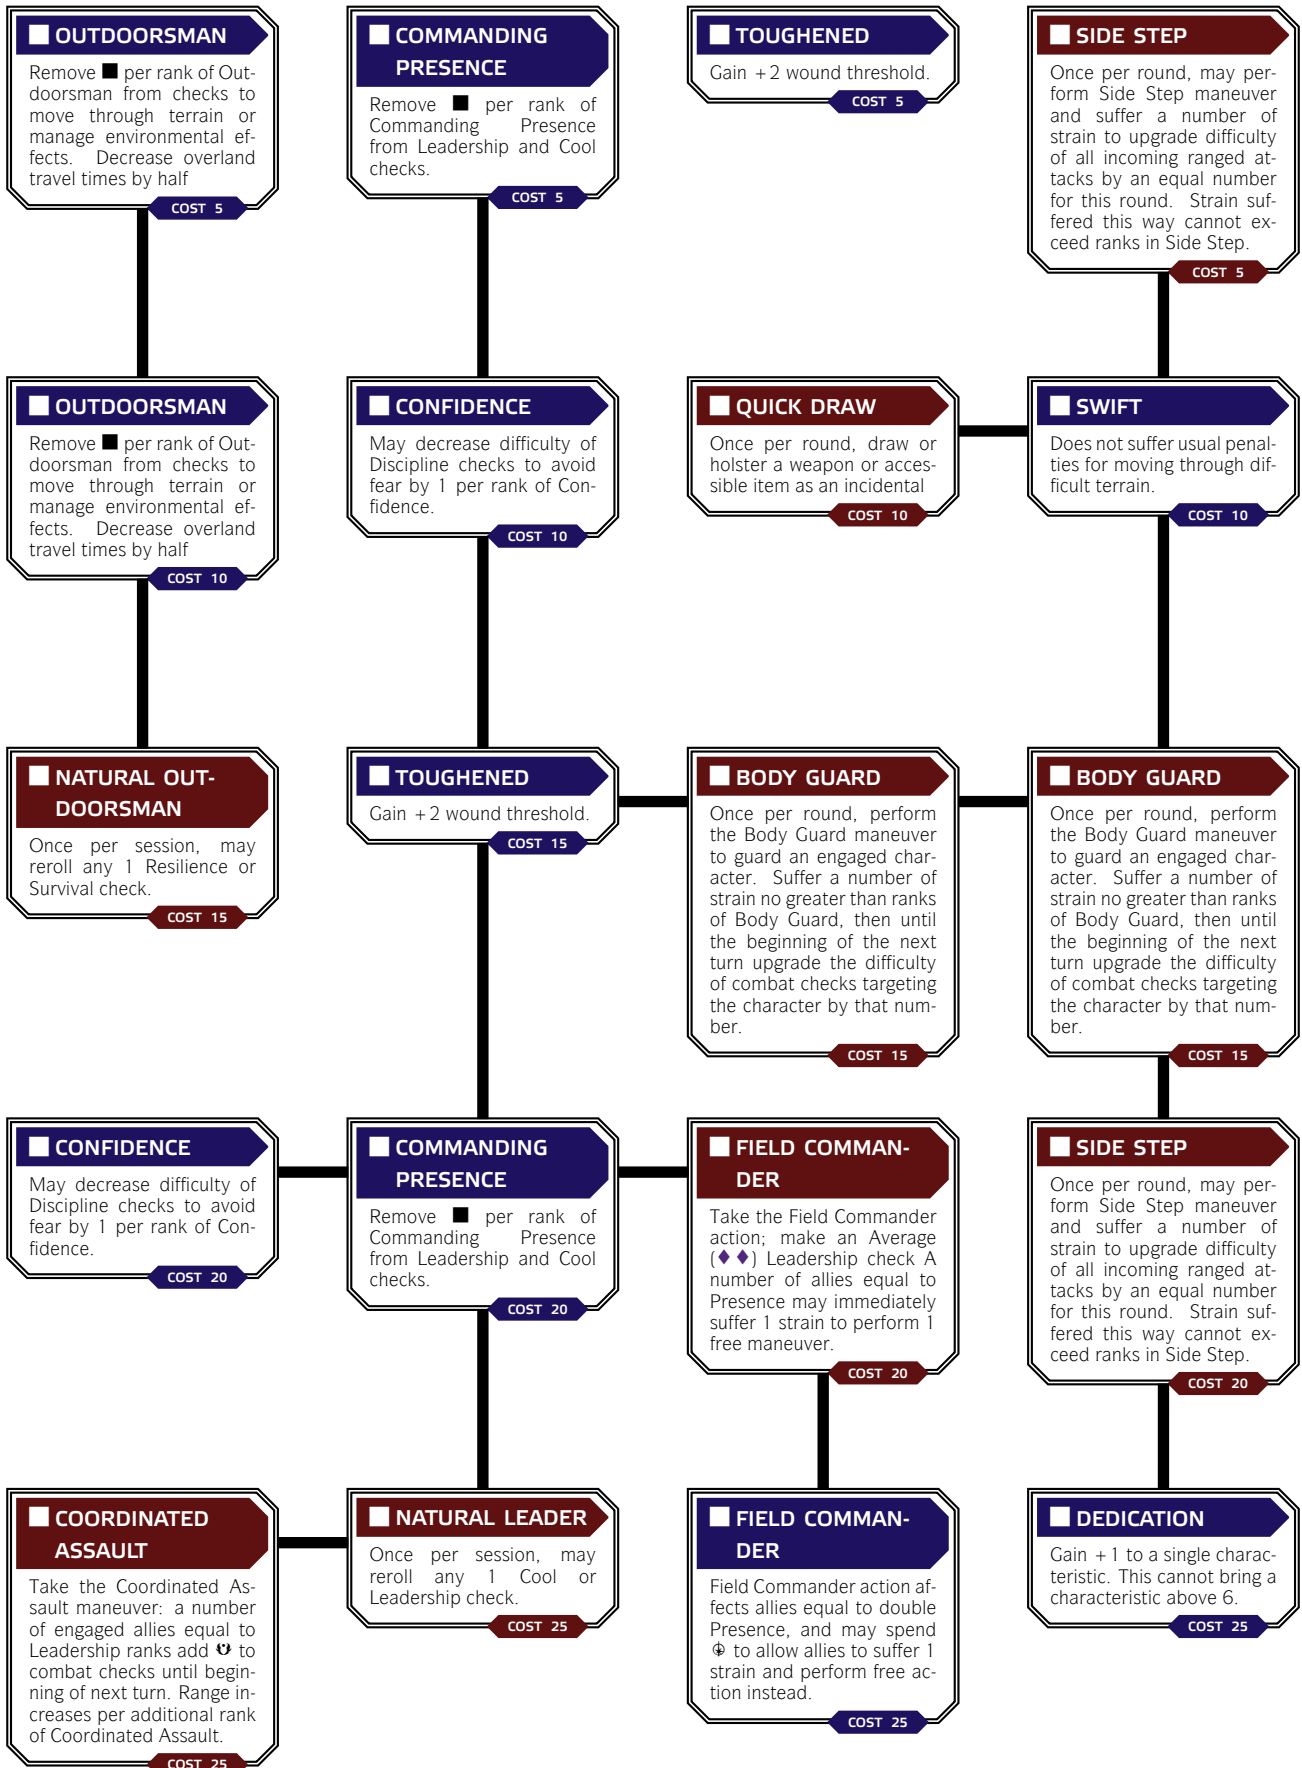 OUTDOORSMAN
Remove ■ per rank of Out-
doorsman from checks to
move through terrain or
manage environmental ef-
fects. Decrease overland
travel times by half
COST 5
COMMANDING
PRESENCE
Remove ■ per rank of
Commanding Presence
from Leadership and Cool
checks.
COST 5
TOUGHENED
Gain +2 wound threshold.
COST 5
SIDE STEP
Once per round, may per-
form Side Step maneuver
and suffer a number of
strain to upgrade difficulty
of all incoming ranged at-
tacks by an equal number
for this round. Strain suf-
fered this way cannot ex-
ceed ranks in Side Step.
COST 5
OUTDOORSMAN
Remove ■ per rank of Out-
doorsman from checks to
move through terrain or
manage environmental ef-
fects. Decrease overland
travel times by half
COST 10
CONFIDENCE
May decrease difficulty of
Discipline checks to avoid
fear by 1 per rank of Con-
fidence.
COST 10
QUICK DRAW
Once per round, draw or
holster a weapon or acces-
sible item as an incidental
COST 10
SWIFT
Does not suffer usual penal-
ties for moving through dif-
ficult terrain.
COST 10
NATURAL OUT-
DOORSMAN
Once per session, may
reroll any 1 Resilience or
Survival check.
COST 15
TOUGHENED
Gain +2 wound threshold.
COST 15
BODY GUARD
Once per round, perform
the Body Guard maneuver
to guard an engaged char-
acter. Suffer a number of
strain no greater than ranks
of Body Guard, then until
the beginning of the next
turn upgrade the difficulty
of combat checks targeting
the character by that num-
ber.
COST 15
BODY GUARD
Once per round, perform
the Body Guard maneuver
to guard an engaged char-
acter. Suffer a number of
strain no greater than ranks
of Body Guard, then until
the beginning of the next
turn upgrade the difficulty
of combat checks targeting
the character by that num-
ber.
COST 15
CONFIDENCE
May decrease difficulty of
Discipline checks to avoid
fear by 1 per rank of Con-
fidence.
COST 20
COMMANDING
PRESENCE
Remove ■ per rank of
Commanding Presence
from Leadership and Cool
checks.
COST 20
FIELD COMMAN-
DER
Take the Field Commander
action; make an Average
(♦♦) Leadership check A
number of allies equal to
Presence may immediately
suffer 1 strain to perform 1
free maneuver.
COST 20
SIDE STEP
Once per round, may per-
form Side Step maneuver
and suffer a number of
strain to upgrade difficulty
of all incoming ranged at-
tacks by an equal number
for this round. Strain suf-
fered this way cannot ex-
ceed ranks in Side Step.
COST 20
COORDINATED
ASSAULT
Take the Coordinated As-
sault maneuver: a number
of engaged allies equal to
Leadership ranks add to
combat checks until begin-
ning of next turn. Range in-
creases per additional rank
of Coordinated Assault.
COST 25
NATURAL LEADER
Once per session, may
reroll any 1 Cool or
Leadership check.
COST 25
FIELD COMMAN-
DER
Field Commander action af-
fects allies equal to double
Presence, and may spend
to allow allies to suffer 1
strain and perform free ac-
tion instead.
COST 25
DEDICATION
Gain +1 to a single charac-
teristic. This cannot bring a
characteristic above 6.
COST 25